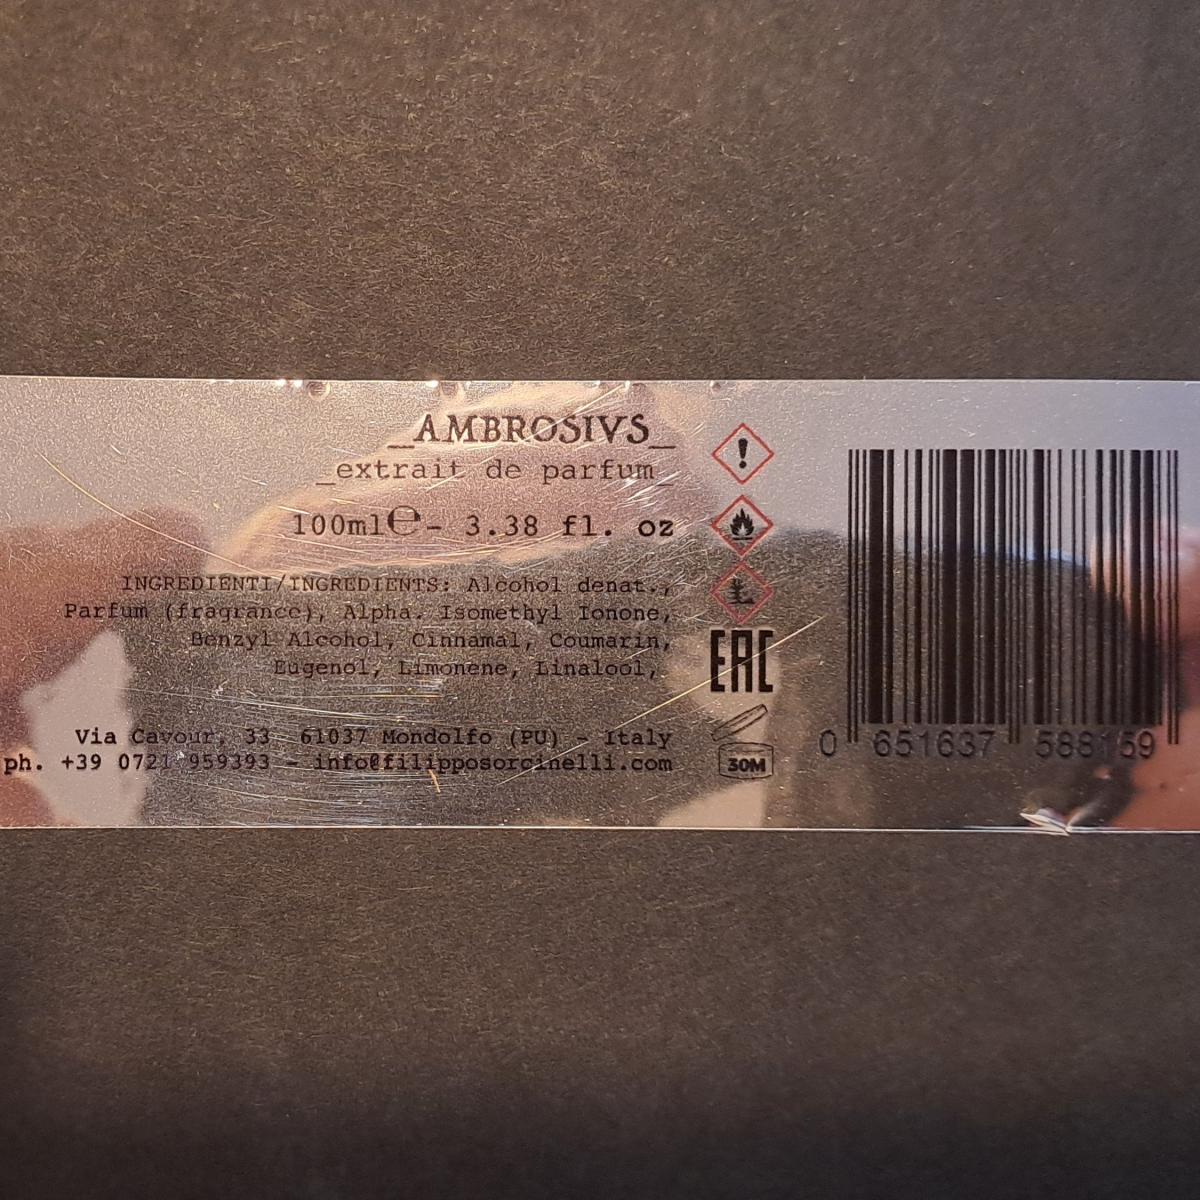 _AMBROSIVS_
_extrait de parfum_
100ml℮- 3.38 fl. oz
INGREDIENTI/INGREDIENTS: Alcohol denat.,
Parfum (fragrance), Alpha. Isomethyl Ionone,
Benzyl Alcohol, Cinnamal, Coumarin,
Eugenol, Limonene, Linalool,
Via Cavour, 33 61037 Mondolfo (PU) - Italy
ph. +39 0721 959393 - info@filipposorcinelli.com
EAC
30M
0 651637 588159